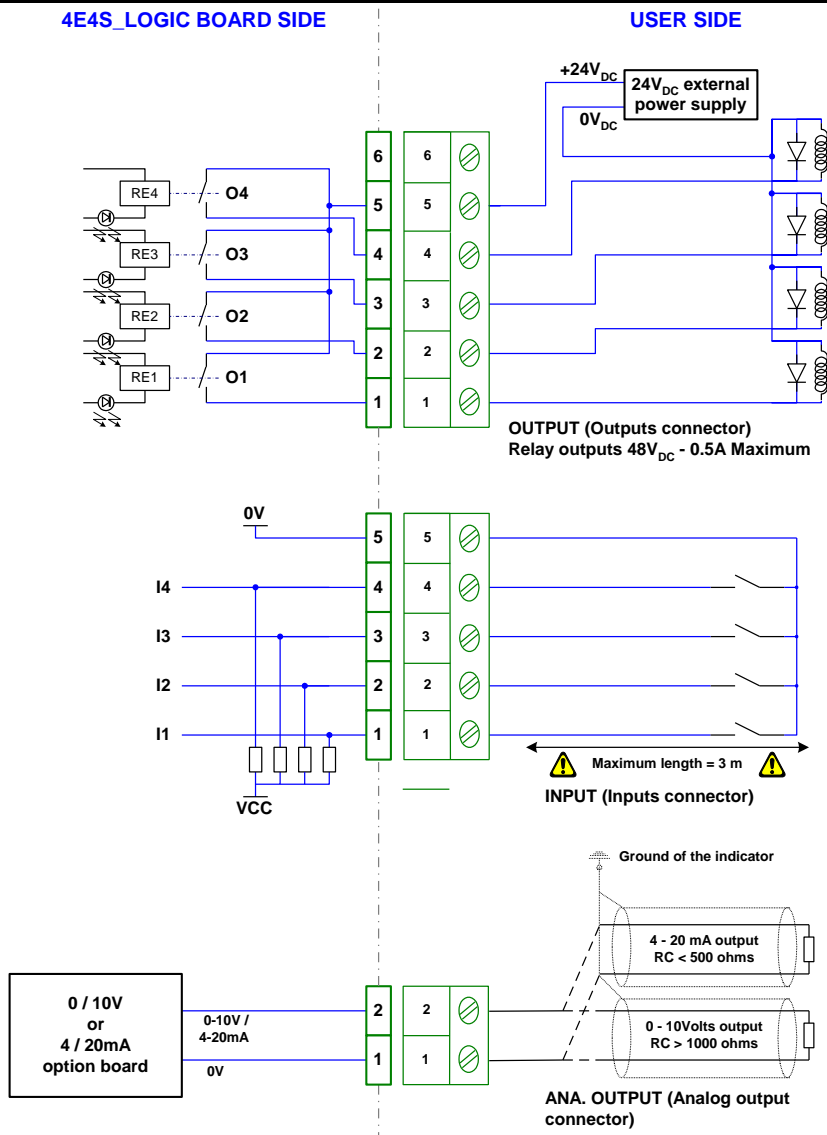 4E4S_LOGIC BOARD SIDE
USER SIDE
+24VDC
24VDC external
power supply
0VDC
6
6
RE4
O4
5
5
RE3
O3
4
4
3
3
RE2
O2
2
2
RE1
O1
1
1
OUTPUT (Outputs connector)
Relay outputs 48VDC - 0.5A Maximum
0V
5
5
I4
4
4
I3
3
3
I2
2
2
I1
1
1
VCC
Maximum length = 3 m
INPUT (Inputs connector)
Ground of the indicator
4 - 20 mA output
RC < 500 ohms
0 / 10V
or
4 / 20mA
option board
0-10V /
4-20mA
0V
2
2
1
1
0 - 10Volts output
RC > 1000 ohms
ANA. OUTPUT (Analog output
connector)